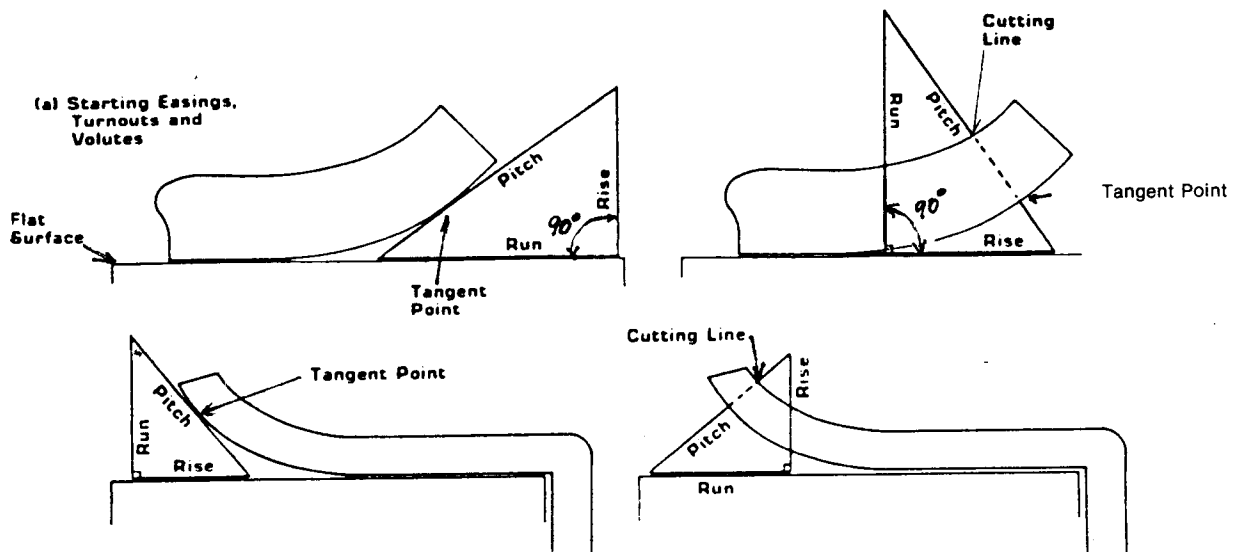 (a) Starting Easings,
Turnouts and
Volutes
Flat
Surface
Pitch
Rise
90°
Run
Tangent
Point
Cutting
Line
Run
Pitch
90°
Rise
Tangent Point
Tangent Point
Pitch
Run
Rise
Cutting Line
Rise
Pitch
Run